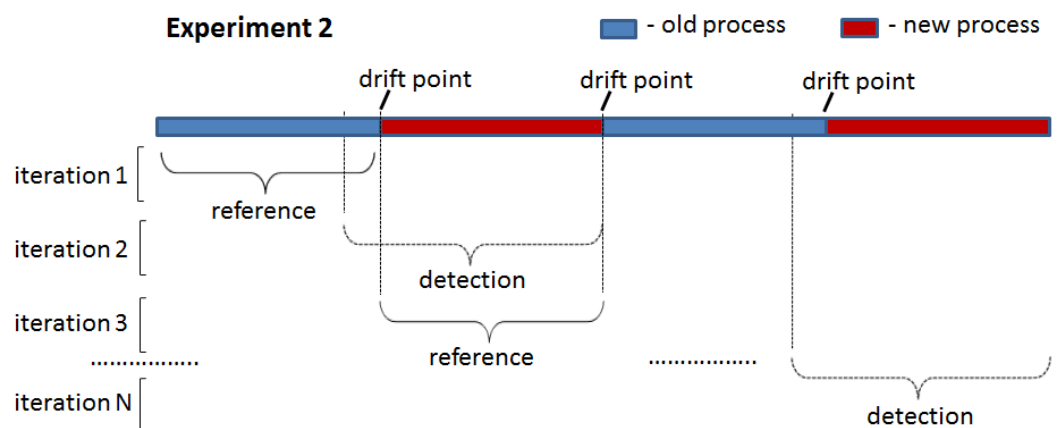 Experiment 2
- old process
- new process
drift point
drift point
drift point
iteration 1
reference
iteration 2
detection
iteration 3
reference
................
................
iteration N
detection